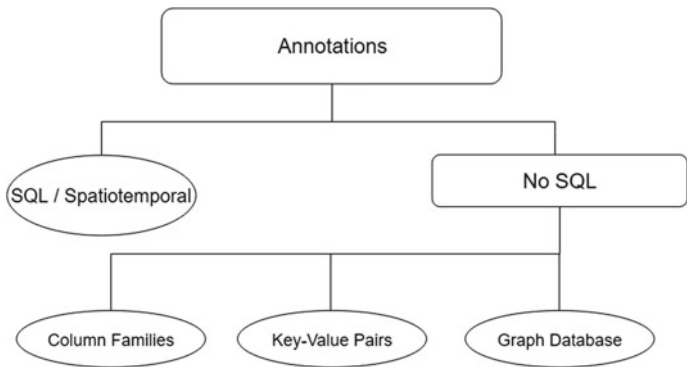 Annotations
SQL / Spatiotemporal
No SQL
Column Families
Key-Value Pairs
Graph Database